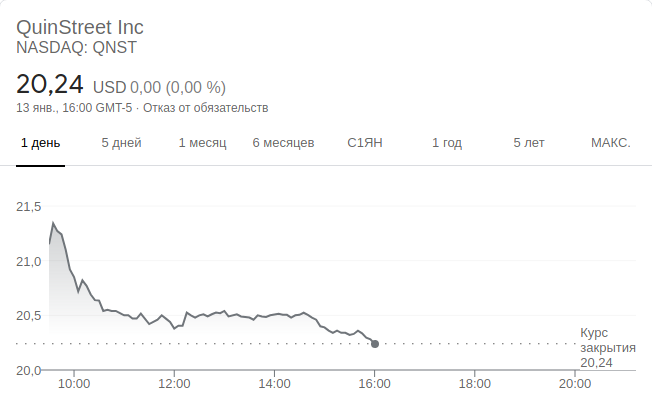 QuinStreet Inc
NASDAQ: QNST
20,24 USD 0,00 (0,00 %)
13 янв., 16:00 GMT-5 · Отказ от обязательств
1 день 5 дней 1 месяц 6 месяцев С1ЯН 1 год 5 лет МАКС.
21,5
21,0
20,5
20,0
Курс
закрытия
20,24
10:00 12:00 14:00 16:00 18:00 20:00